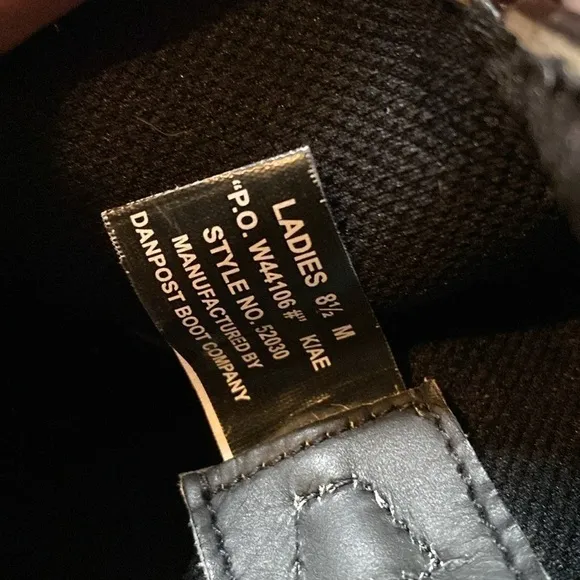 LADIES 8½ M
"P.O. W44106 #" K/AE
STYLE NO. 52030
MANUFACTURED BY
DANPOST BOOT COMPANY